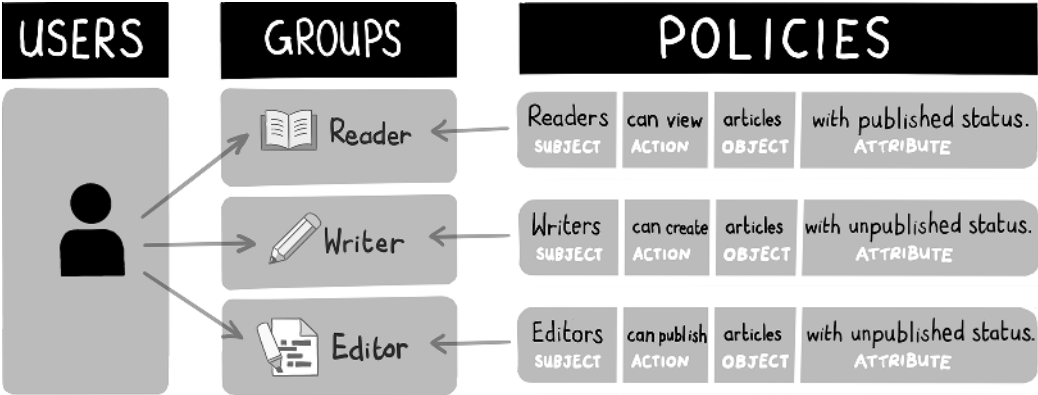 USERS
GROUPS
POLICIES
Reader
Readers can view articles with published status.
SUBJECT ACTION OBJECT ATTRIBUTE
Writer
Writers can create articles with unpublished status.
SUBJECT ACTION OBJECT ATTRIBUTE
Editor
Editors can publish articles with unpublished status.
SUBJECT ACTION OBJECT ATTRIBUTE